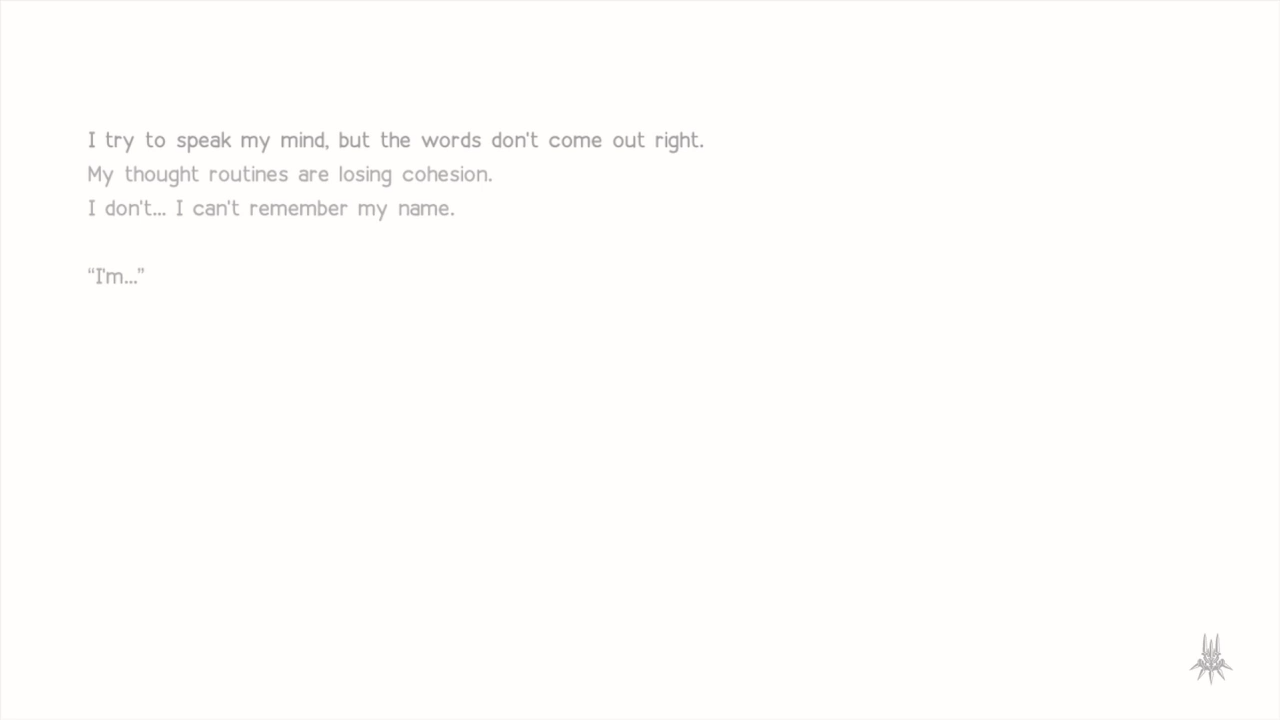 I try to speak my mind, but the words don't come out right.
My thought routines are losing cohesion.
I don't... I can't remember my name.
“I'm...”